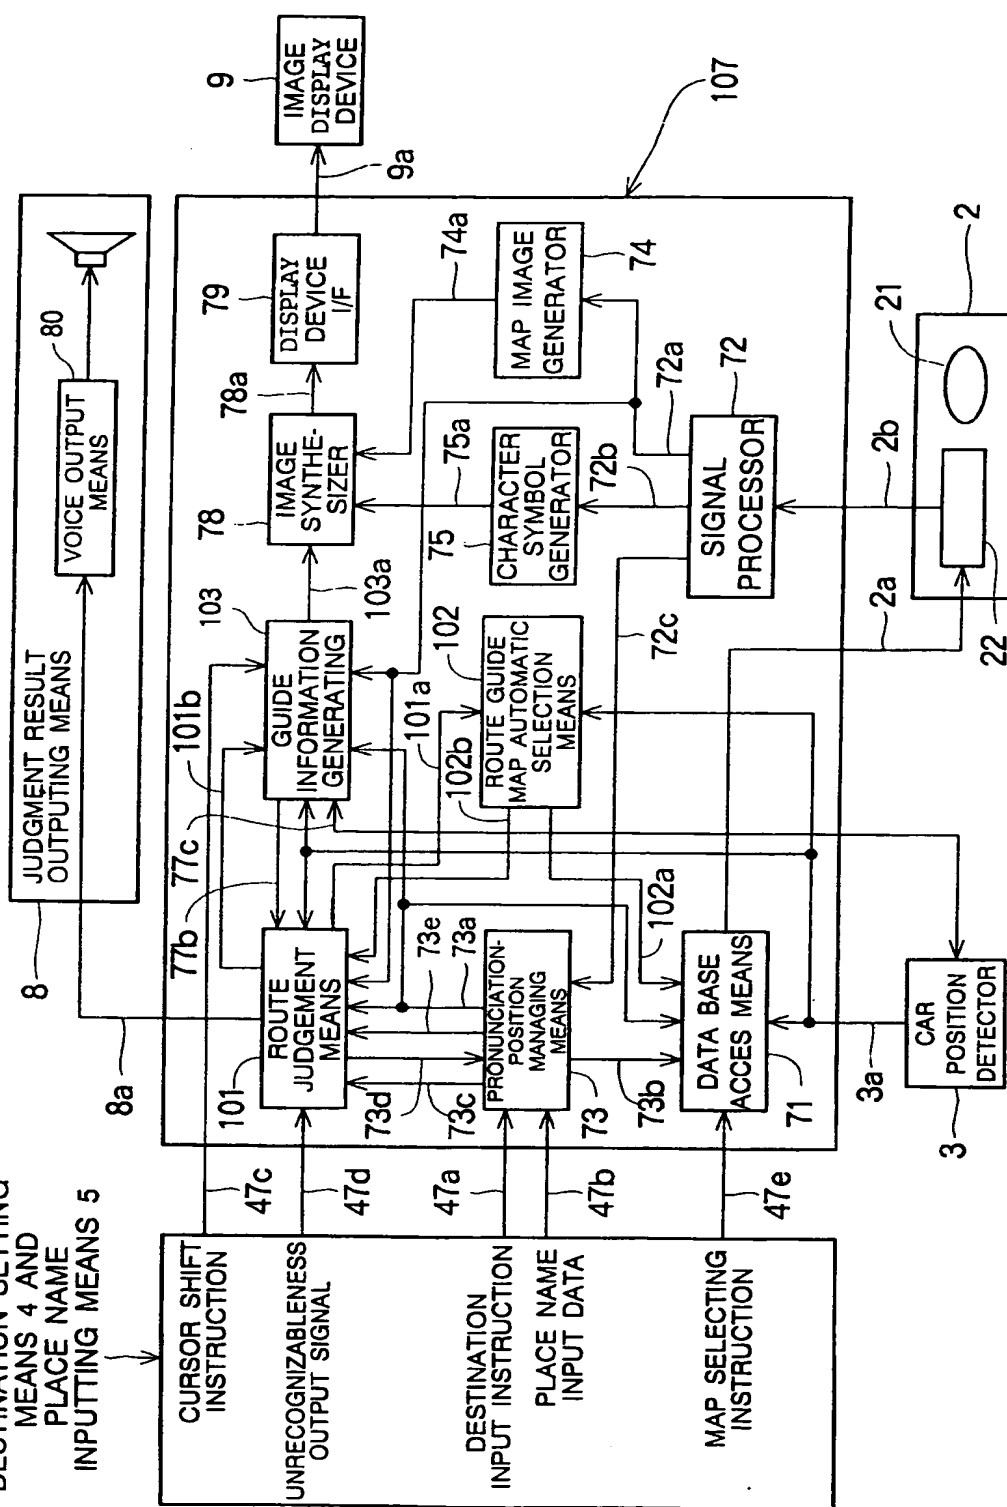 DESTINATION SETTING
MEANS 4 AND
PLACE NAME
INPUTTING MEANS 5
CURSOR SHIFT
INSTRUCTION
UNRECOGNIZABLENESS
OUTPUT SIGNAL
DESTINATION
INPUT INSTRUCTION
PLACE NAME
INPUT DATA
MAP SELECTING
INSTRUCTION
47c
47d
47a
47b
47e
8
JUDGMENT RESULT
OUTPUTING MEANS
8a
VOICE OUTPUT
MEANS
80
101
ROUTE
JUDGEMENT
MEANS
77b
77c
101b
103
GUIDE
INFORMATION
GENERATING
103a
78
IMAGE
SYNTHE-
SIZER
78a
79
DISPLAY
DEVICE
I/F
9a
9
IMAGE
DISPLAY
DEVICE
73d
73c
73e
73a
PRONUNCIATION-
POSITION
MANAGING
MEANS
73
73b
102b
101a
102
ROUTE GUIDE
MAP AUTOMATIC
SELECTION
MEANS
102a
75
CHARACTER
SYMBOL
GENERATOR
75a
74a
MAP IMAGE
GENERATOR
74
72b
72a
72c
SIGNAL
PROCESSOR
72
107
DATA BASE
ACCES MEANS
71
3a
CAR
POSITION
DETECTOR
3
2a
2b
22
21
2